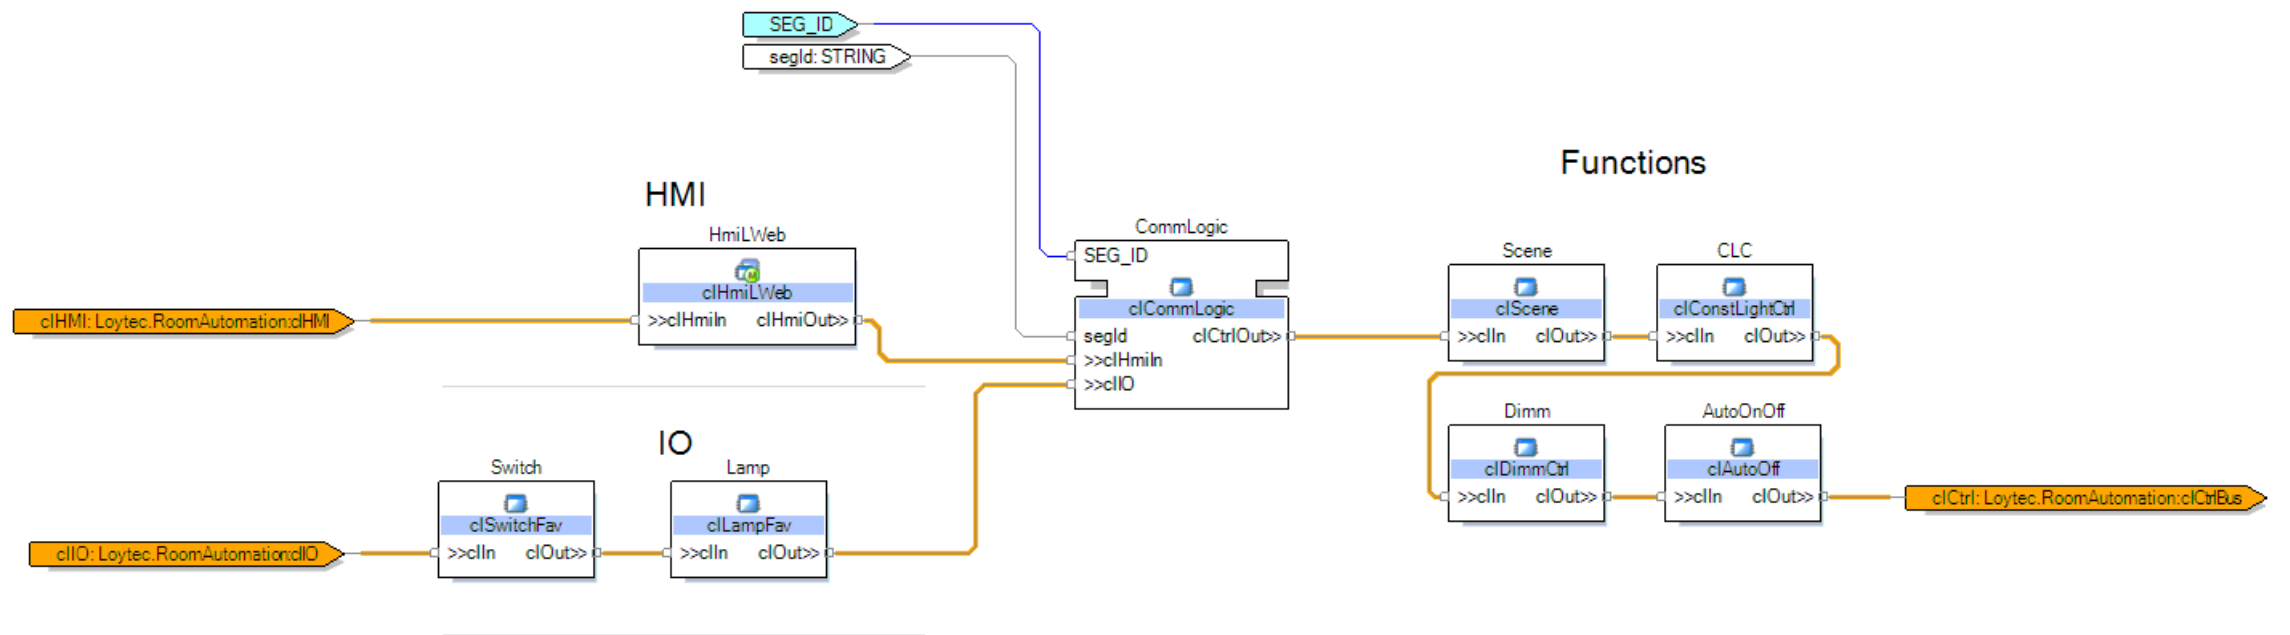 SEG_ID
segId: STRING
Functions
HMI
HmiLWeb
clHmiLWeb
>>clHmiIn clHmiOut>>
clHMI: Loytec.RoomAutomation:clHMI
CommLogic
SEG_ID
clCommLogic
segId clCtrlOut>>
>>clHmiIn
>>clIO
Scene
clScene
>>clIn clOut>>
CLC
clConstLightCtrl
>>clIn clOut>>
IO
Switch
clSwitchFav
>>clIn clOut>>
Lamp
clLampFav
>>clIn clOut>>
clIO: Loytec.RoomAutomation:clIO
Dimm
clDimmCtrl
>>clIn clOut>>
AutoOnOff
clAutoOff
>>clIn clOut>>
clCtrl: Loytec.RoomAutomation:clCtrlBus